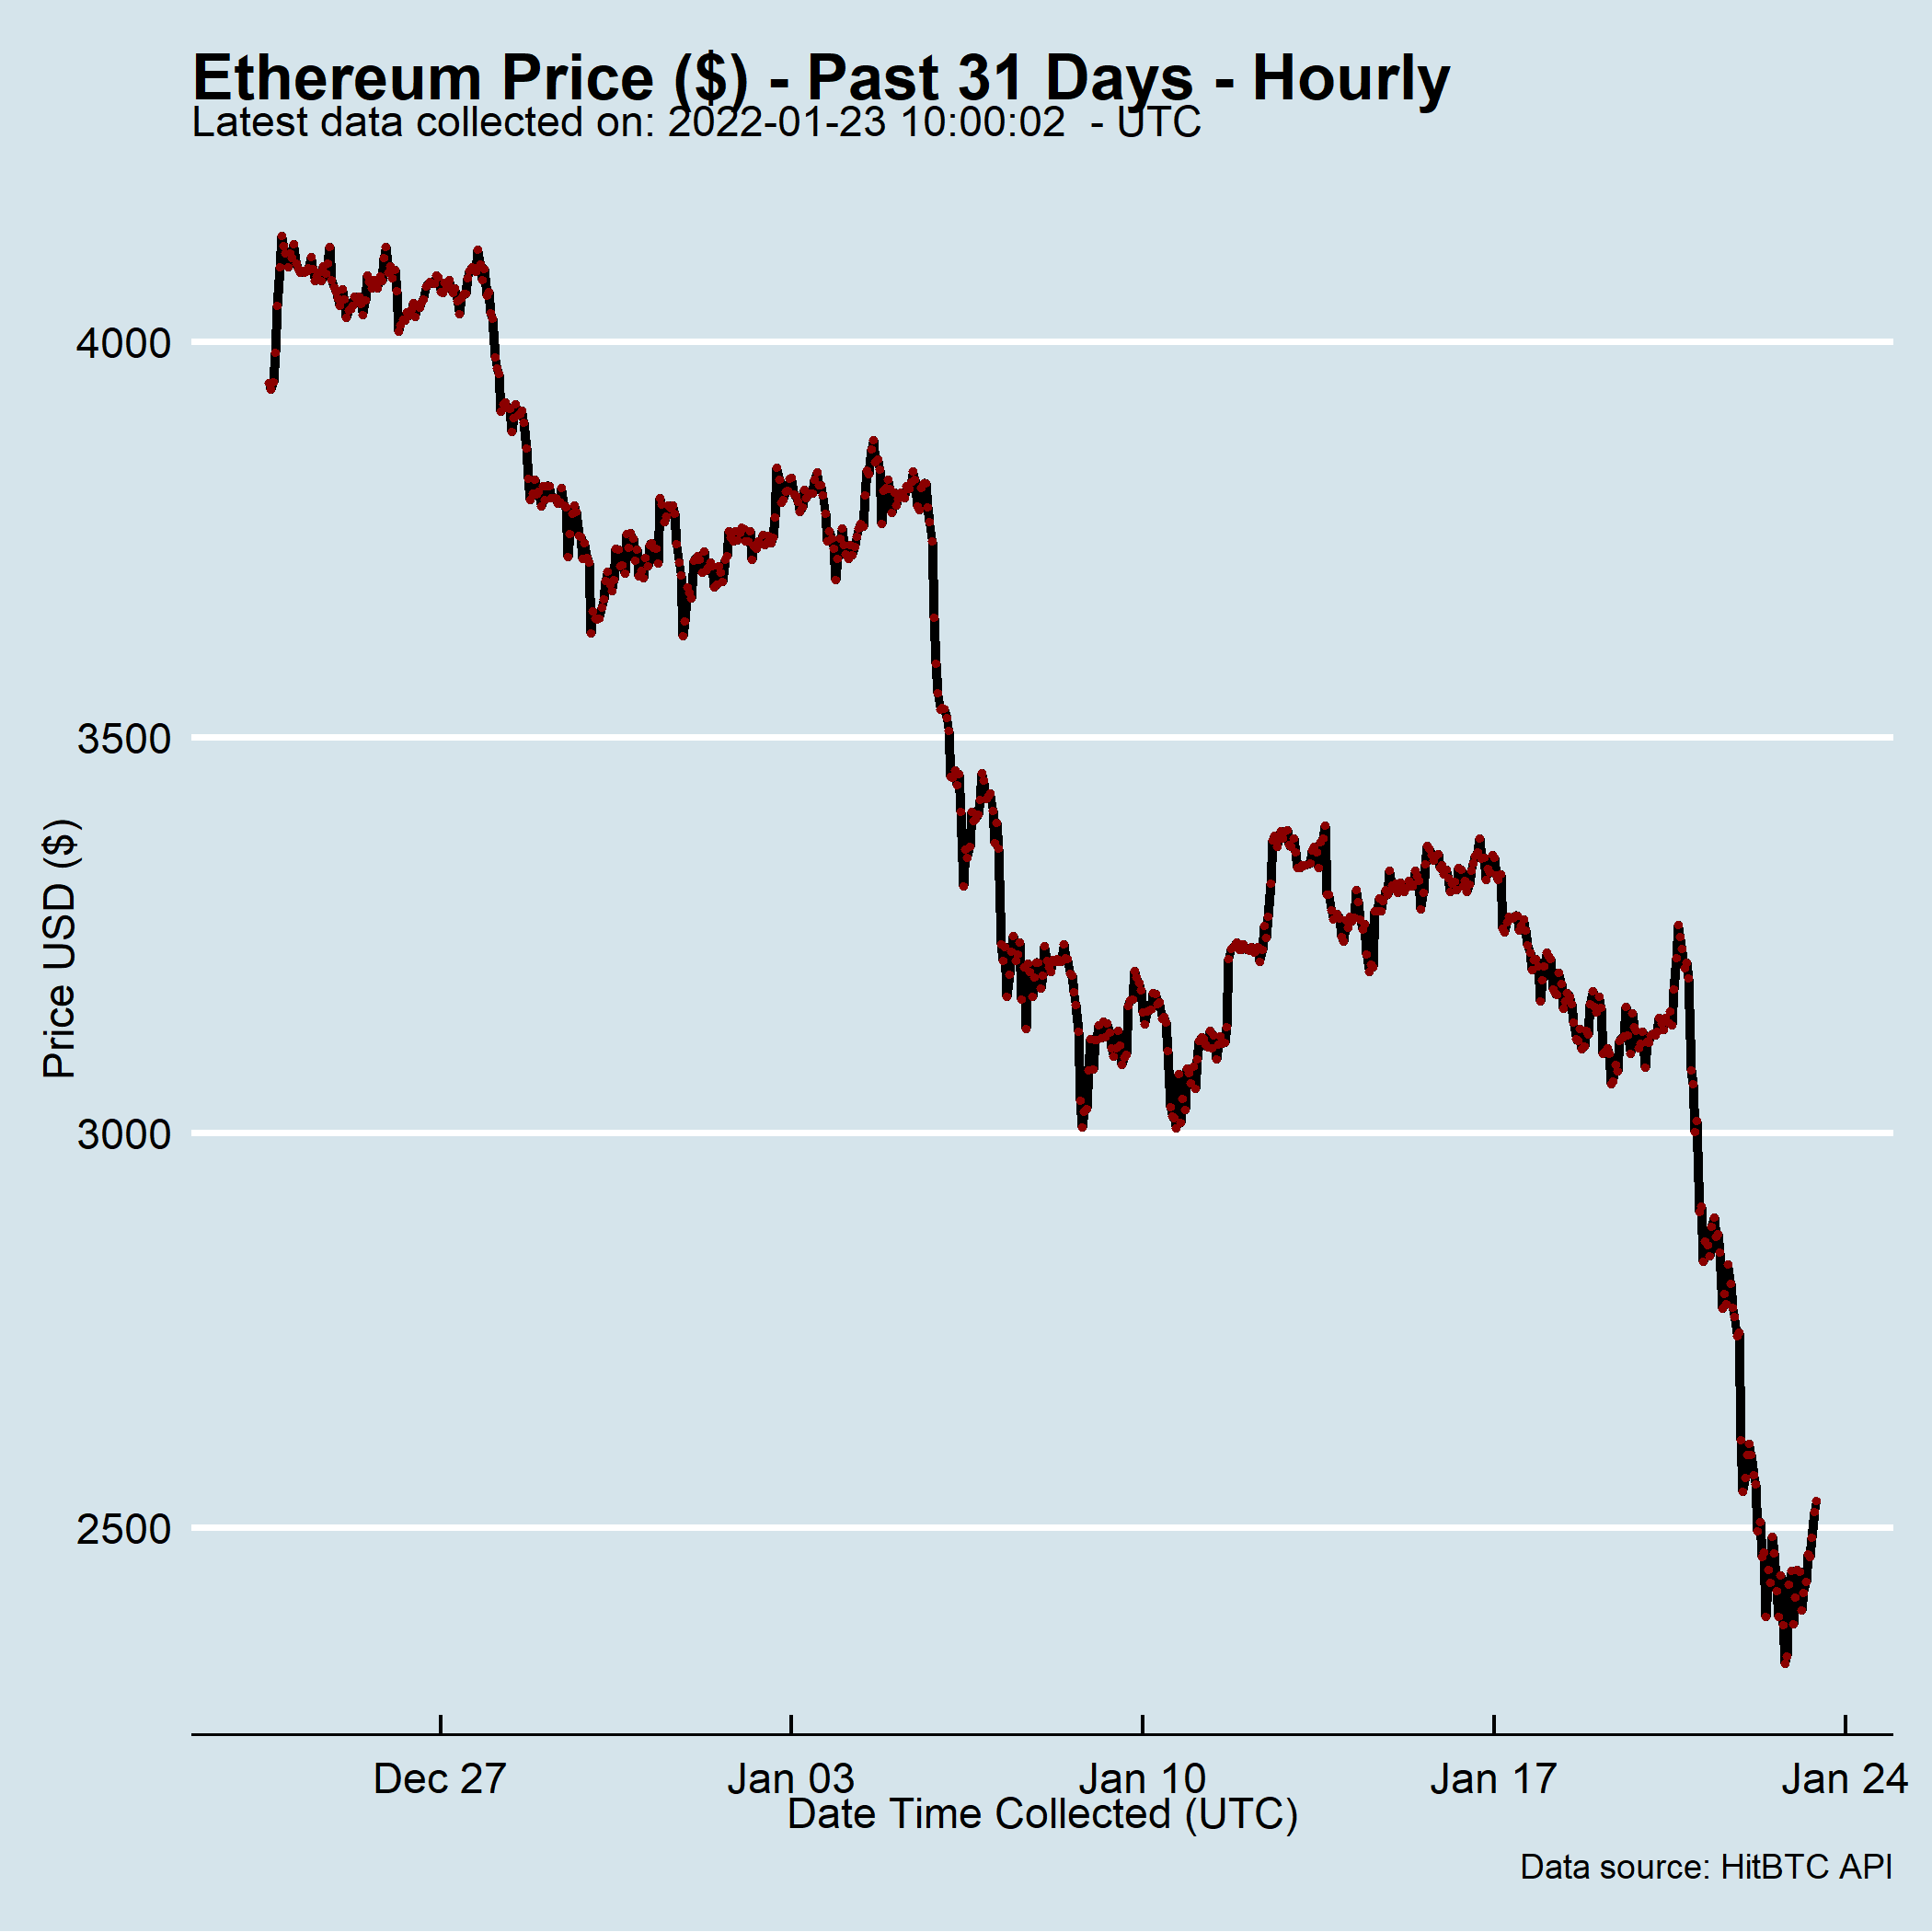 Ethereum Price ($) - Past 31 Days - Hourly
Latest data collected on: 2022-01-23 10:00:02  - UTC
4000
3500
3000
2500
Price USD ($)
Dec 27
Jan 03
Jan 10
Jan 17
Jan 24
Date Time Collected (UTC)
Data source: HitBTC API